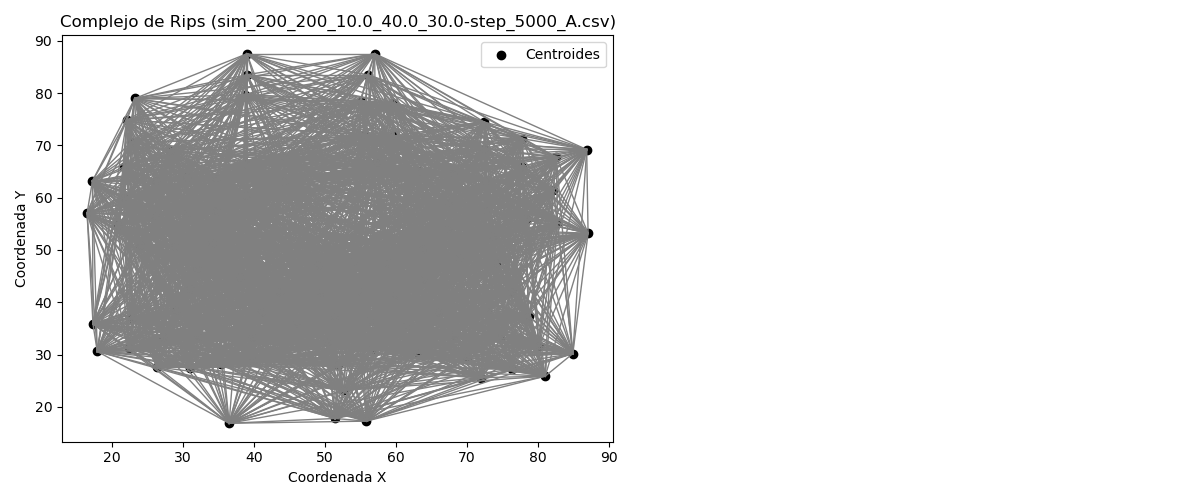 Complejo de Rips (sim_200_200_10.0_40.0_30.0-step_5000_A.csv)
90
80
70
60
50
40
30
20
Coordenada Y
Centroides
20 30 40 50 60 70 80 90
Coordenada X